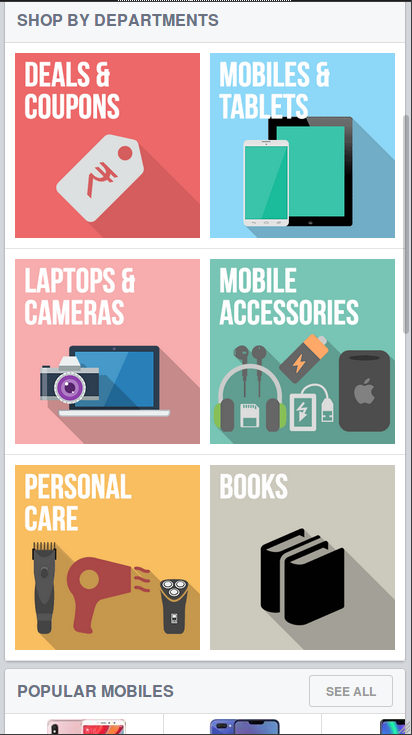 SHOP BY DEPARTMENTS
DEALS &
COUPONS
MOBILES &
TABLETS
₹
LAPTOPS &
CAMERAS
MOBILE
ACCESSORIES
PERSONAL
CARE
BOOKS
POPULAR MOBILES
SEE ALL